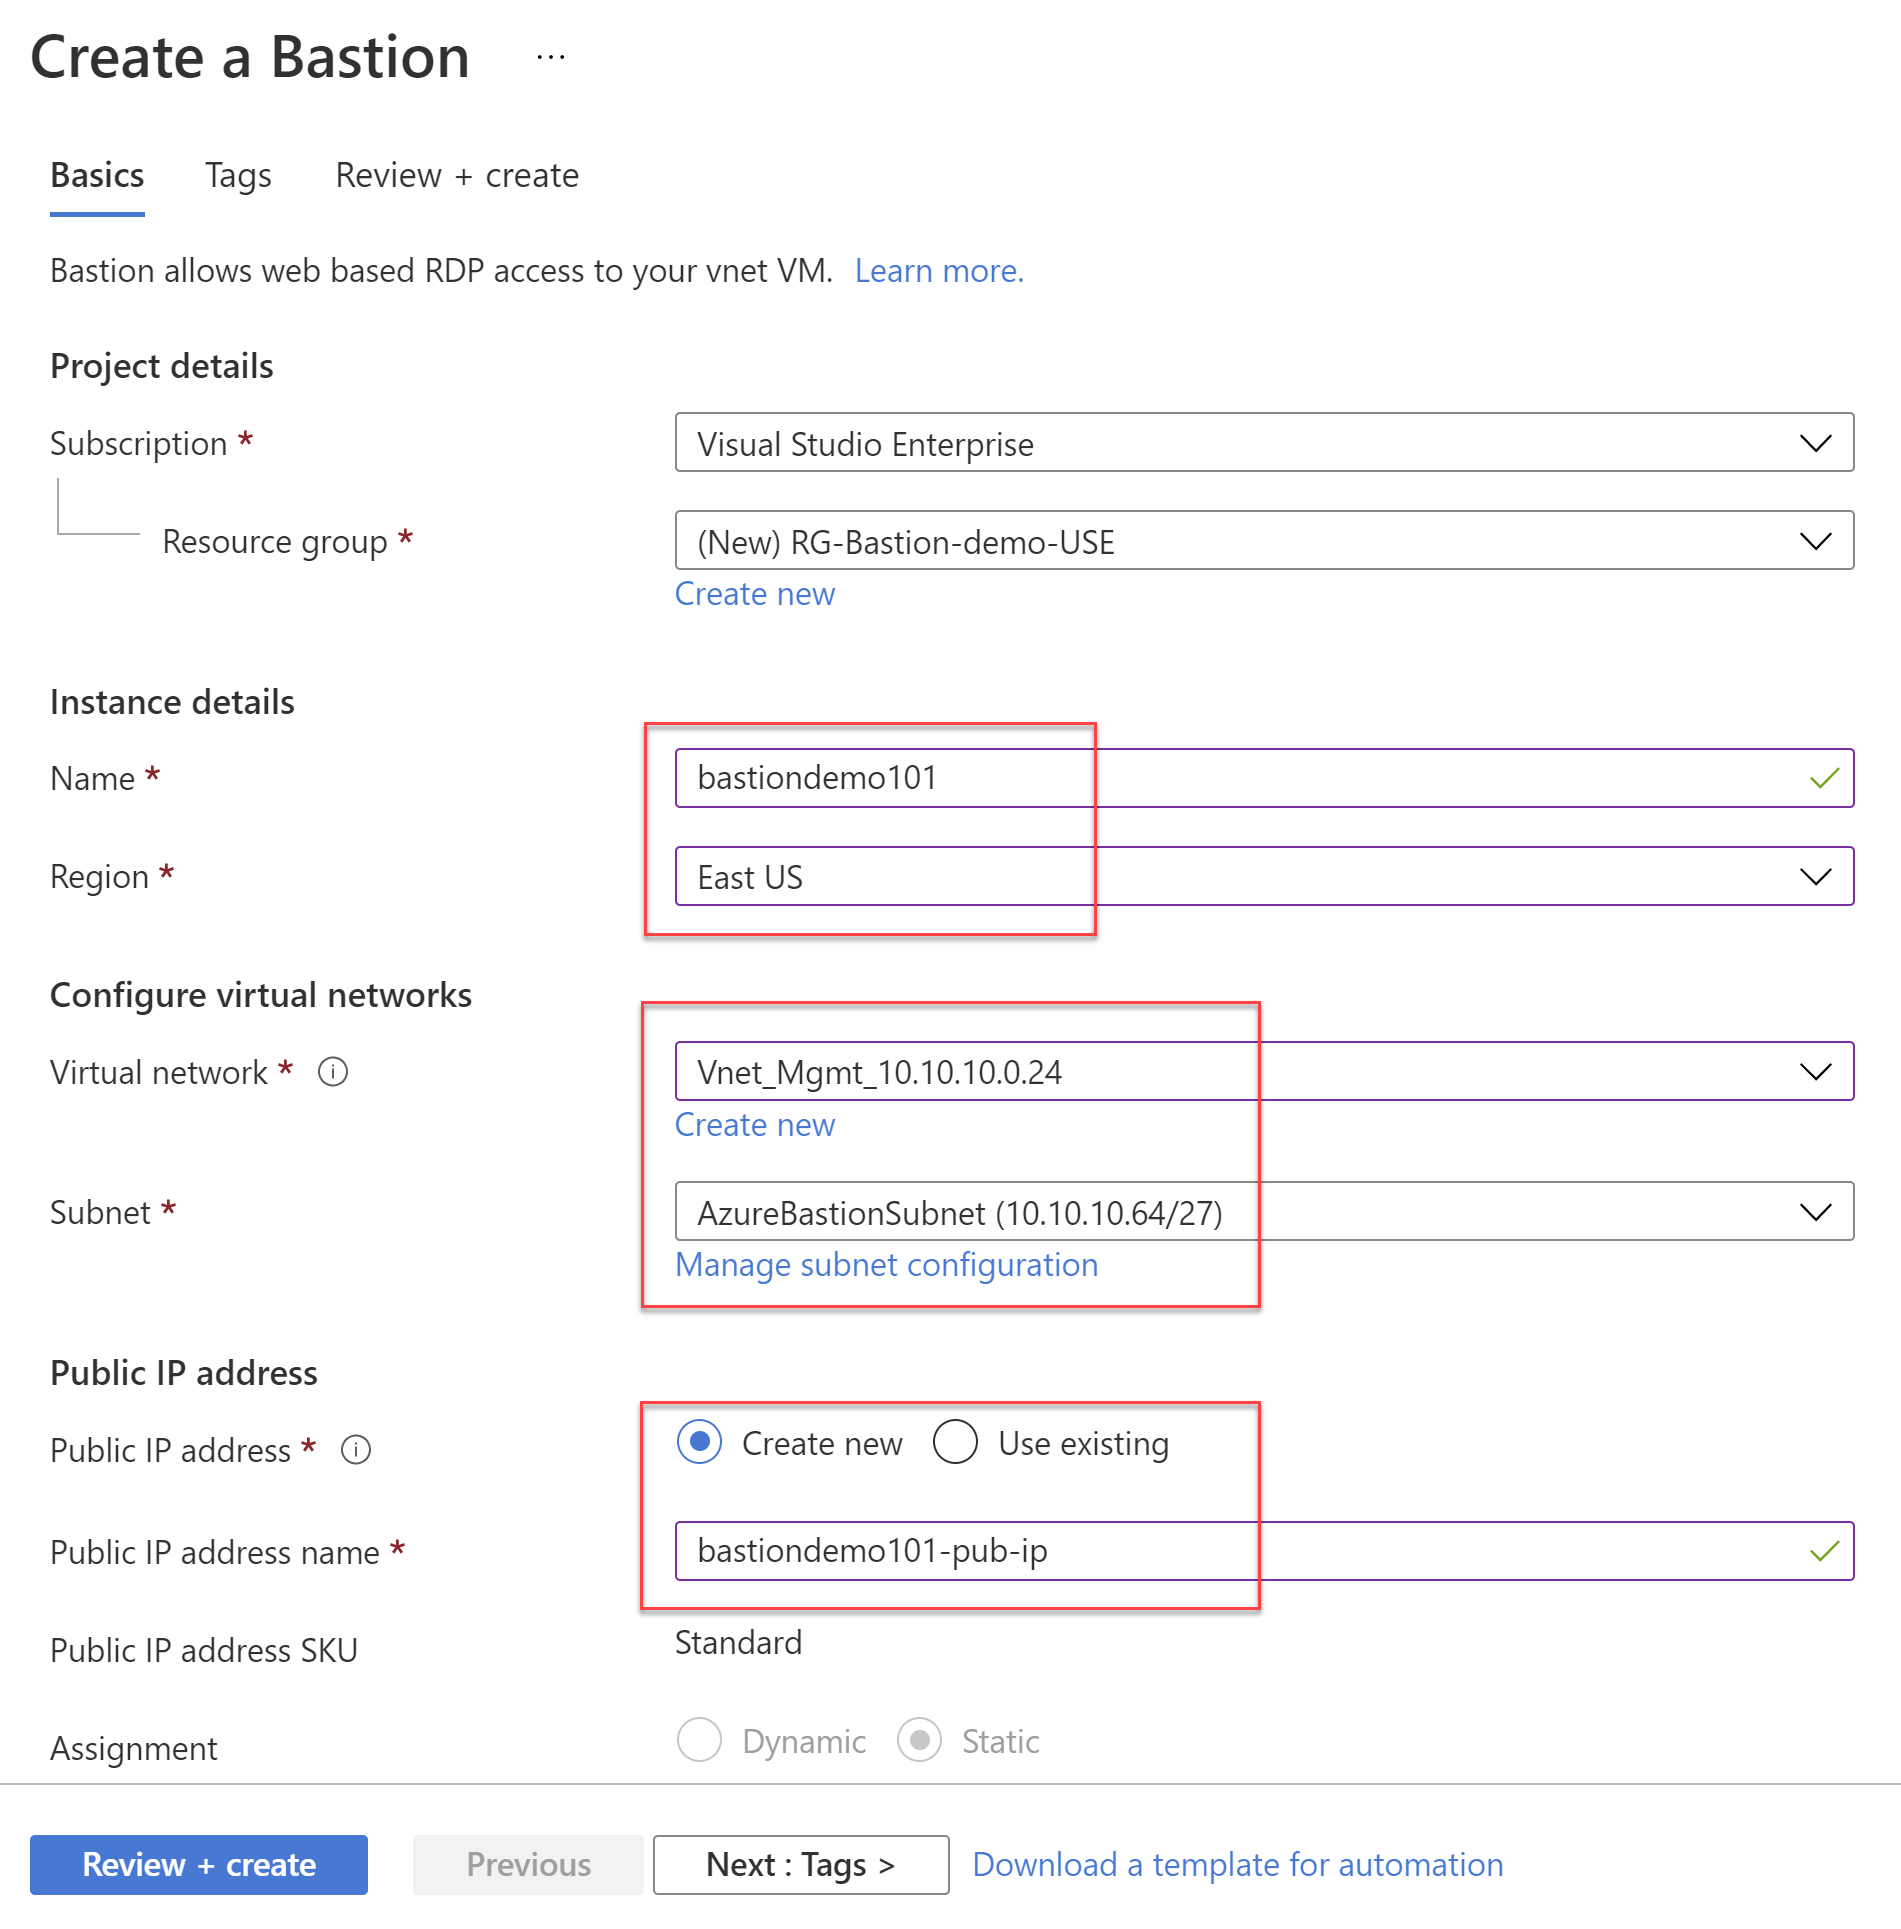 Create a Bastion ...
Basics Tags Review + create
Bastion allows web based RDP access to your vnet VM. Learn more.
Project details
Subscription * Visual Studio Enterprise
Resource group * (New) RG-Bastion-demo-USE
Create new
Instance details
Name * bastiondemo101
Region * East US
Configure virtual networks
Virtual network * Vnet_Mgmt_10.10.10.0.24
Create new
Subnet * AzureBastionSubnet (10.10.10.64/27)
Manage subnet configuration
Public IP address
Public IP address * Create new Use existing
Public IP address name * bastiondemo101-pub-ip
Public IP address SKU Standard
Assignment Dynamic Static
Review + create Previous Next : Tags > Download a template for automation